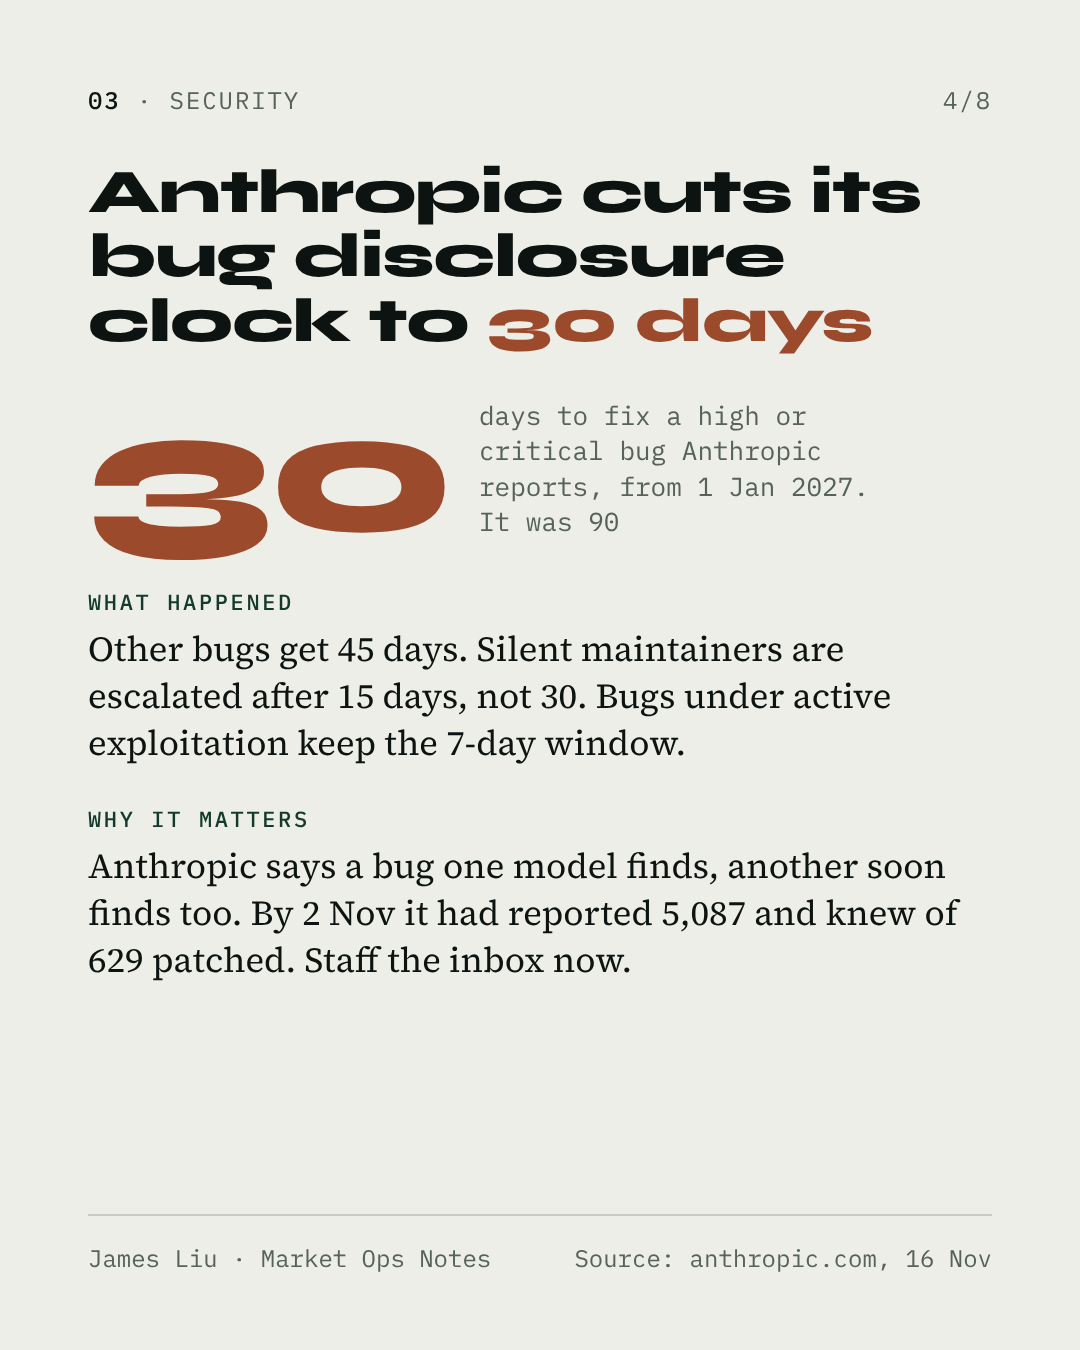 03 · SECURITY
4/8
Anthropic cuts its
bug disclosure
clock to 30 days
30
days to fix a high or
critical bug Anthropic
reports, from 1 Jan 2027.
It was 90
WHAT HAPPENED
Other bugs get 45 days. Silent maintainers are
escalated after 15 days, not 30. Bugs under active
exploitation keep the 7-day window.
WHY IT MATTERS
Anthropic says a bug one model finds, another soon
finds too. By 2 Nov it had reported 5,087 and knew of
629 patched. Staff the inbox now.
James Liu · Market Ops Notes
Source: anthropic.com, 16 Nov